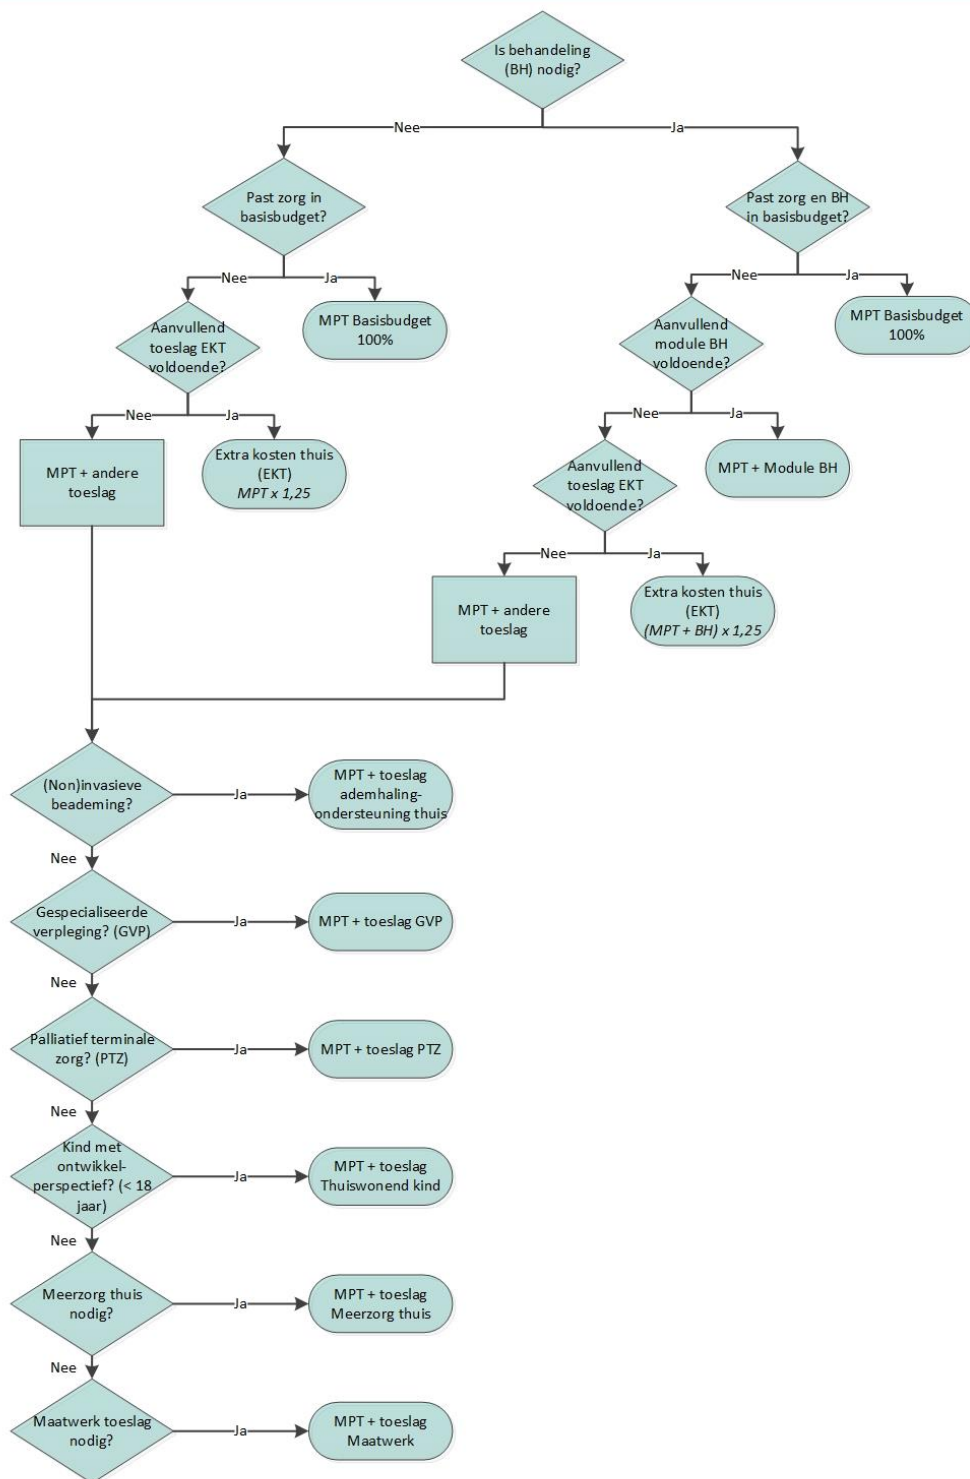 Is behandeling
(BH) nodig?
Nee
Ja
Past zorg in
basisbudget?
Past zorg en BH
in basisbudget?
Nee
Ja
Nee
Ja
Aanvullend
toeslag EKT
voldoende?
MPT Basisbudget
100%
Aanvullend
module BH
voldoende?
MPT Basisbudget
100%
Nee
Ja
Nee
Ja
MPT + andere
toeslag
Extra kosten thuis
(EKT)
MPT x 1,25
Aanvullend
toeslag EKT
voldoende?
MPT + Module BH
Nee
Ja
MPT + andere
toeslag
Extra kosten thuis
(EKT)
(MPT + BH) x 1,25
(Non)invasieve
beademing?
Ja
MPT + toeslag
ademhaling-
ondersteuning thuis
Nee
Gespecialiseerde
verpleging? (GVP)
Ja
MPT + toeslag GVP
Nee
Palliatief terminale
zorg? (PTZ)
Ja
MPT + toeslag PTZ
Nee
Kind met
ontwikkel-
perspectief? (< 18
jaar)
Ja
MPT + toeslag
Thuiswonend kind
Nee
Meerzorg thuis
nodig?
Ja
MPT + toeslag
Meerzorg thuis
Nee
Maatwerk toeslag
nodig?
Ja
MPT + toeslag
Maatwerk